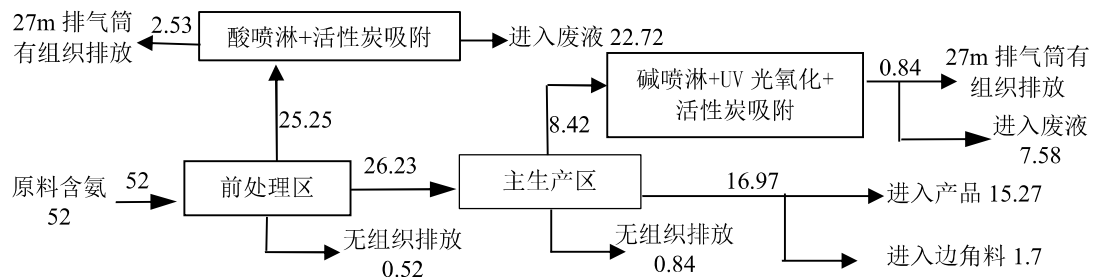 27m 排气筒
有组织排放
2.53
酸喷淋+活性炭吸附
进入废液 22.72
碱喷淋+UV 光氧化+
活性炭吸附
0.84
27m 排气筒有
组织排放
进入废液
7.58
25.25
8.42
原料含氨
52
52
前处理区
26.23
主生产区
16.97
进入产品 15.27
无组织排放
0.52
无组织排放
0.84
进入边角料 1.7